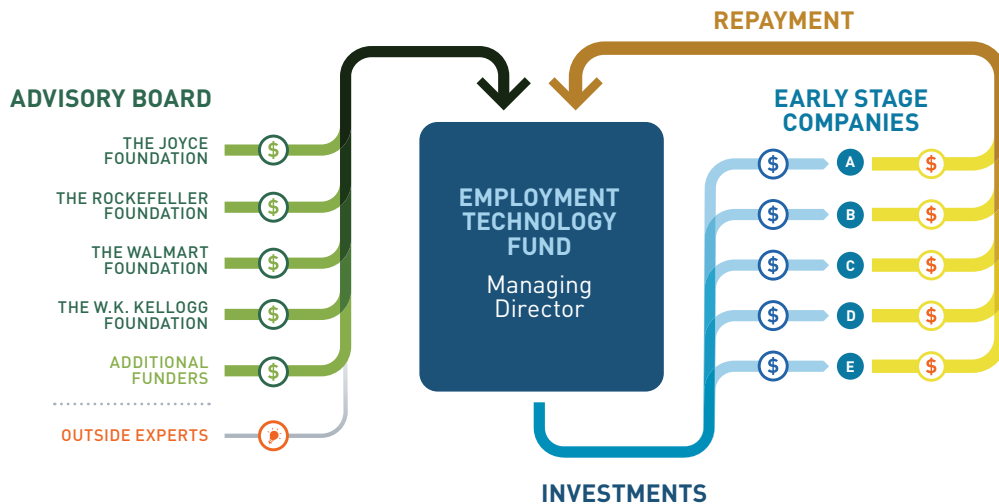 REPAYMENT
ADVISORY BOARD
THE JOYCE
FOUNDATION
$
THE ROCKEFELLER
FOUNDATION
$
THE WALMART
FOUNDATION
$
THE W.K. KELLOGG
FOUNDATION
$
ADDITIONAL
FUNDERS
$
OUTSIDE EXPERTS
EMPLOYMENT
TECHNOLOGY
FUND
Managing
Director
EARLY STAGE
COMPANIES
$ A $
$ B $
$ C $
$ D $
$ E $
INVESTMENTS